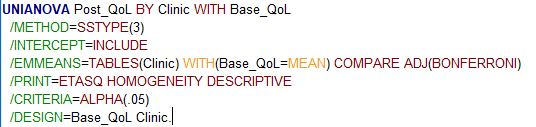 UNIANOVA Post_QoL BY Clinic WITH Base_QoL
/METHOD=SSTYPE(3)
/INTERCEPT=INCLUDE
/EMMEANS=TABLES(Clinic) WITH(Base_QoL=MEAN) COMPARE ADJ(BONFERRONI)
/PRINT=ETASQ HOMOGENEITY DESCRIPTIVE
/CRITERIA=ALPHA(.05)
/DESIGN=Base_QoL Clinic.